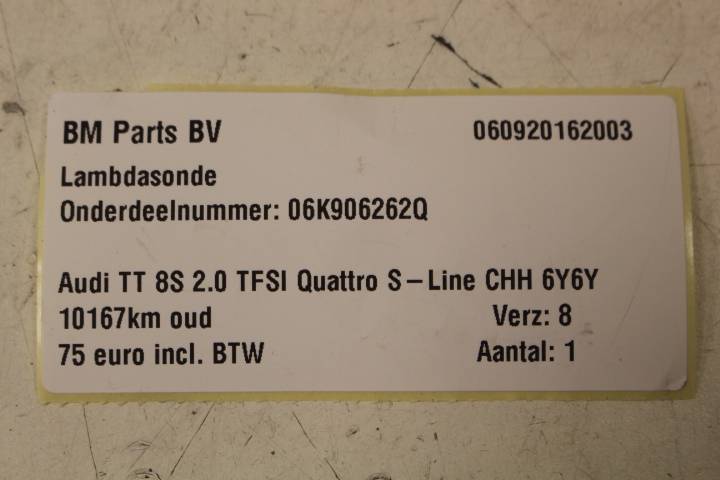 BM Parts BV 060920162003
Lambdasonde
Onderdeelnummer: 06K906262Q
Audi TT 8S 2.0 TFSI Quattro S-Line CHH 6Y6Y
10167km oud Verz: 8
75 euro incl. BTW Aantal: 1